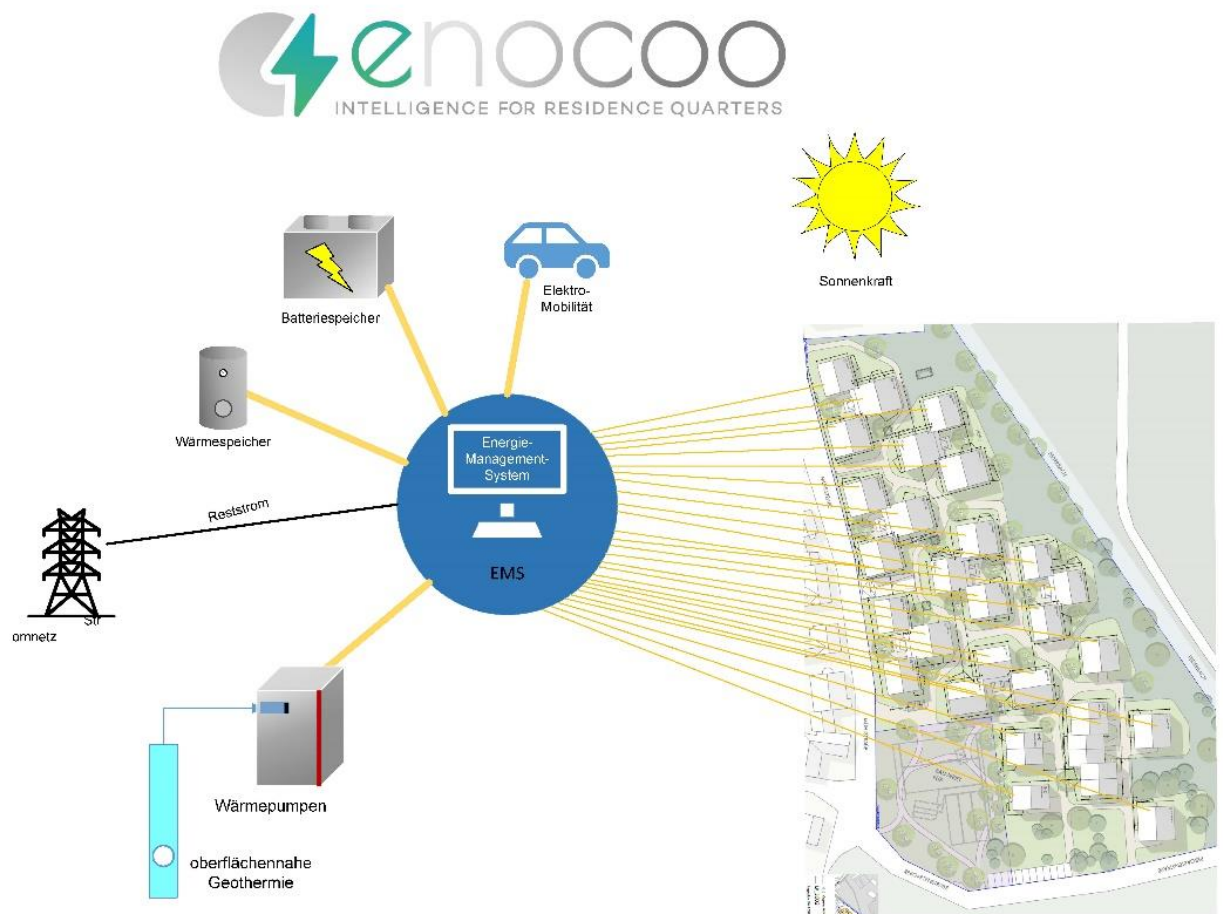 enocoo
INTELLIGENCE FOR RESIDENCE QUARTERS
Sonnenkraft
Batteriespeicher
Elektro-
Mobilität
Wärmespeicher
Energie-
Management-
System
EMS
Reststrom
Str
omnetz
Wärmepumpen
oberflächennahe
Geothermie